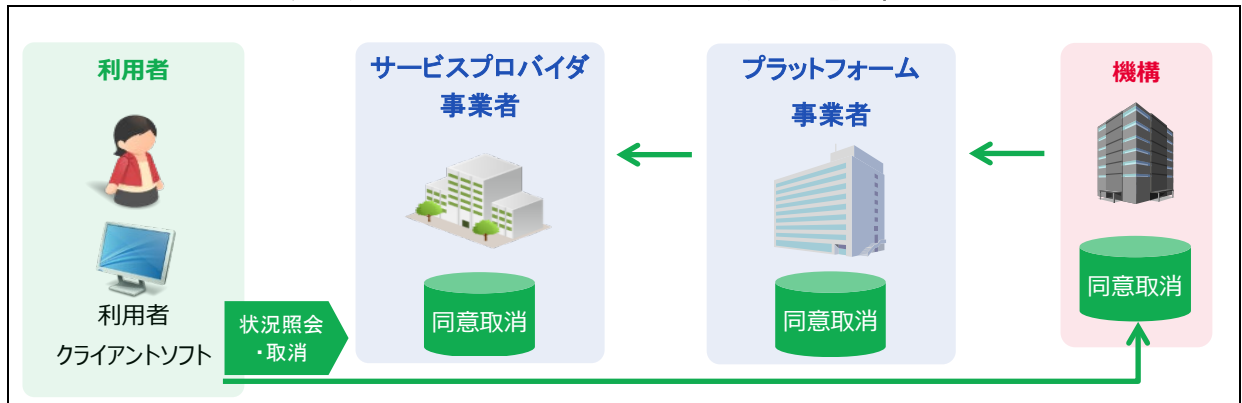 利用者
利用者
クライアントソフト
状況照会
・取消
サービスプロバイダ
事業者
同意取消
プラットフォーム
事業者
同意取消
機構
同意取消